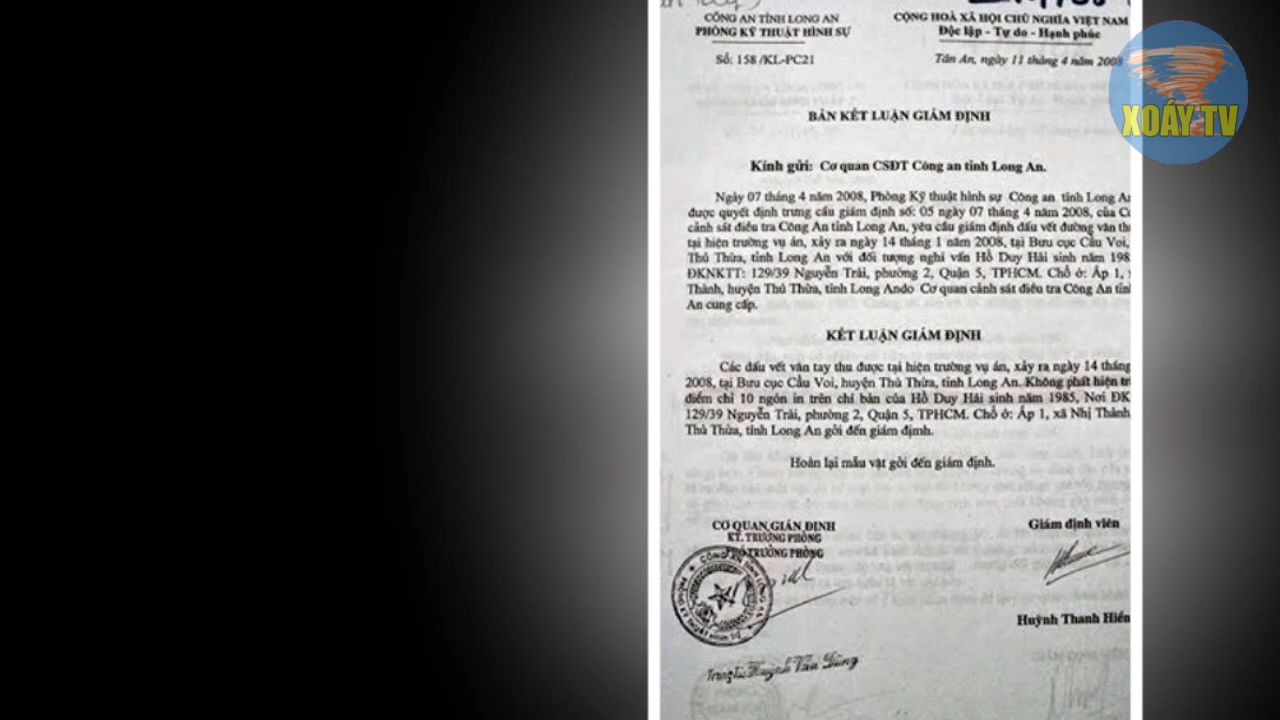 CÔNG AN TỈNH LONG AN
PHÒNG KỸ THUẬT HÌNH SỰ
Số: 158 /KL-PC21
CỘNG HOÀ XÃ HỘI CHỦ NGHĨA VIỆT NAM
Độc lập - Tự do - Hạnh phúc
Tân An, ngày 11 tháng 4 năm 2008
XOÁY TV
BẢN KẾT LUẬN GIÁM ĐỊNH
Kính gửi: Cơ quan CSĐT Công an tỉnh Long An.
Ngày 07 tháng 4 năm 2008, Phòng Kỹ thuật hình sự Công an tỉnh Long
được quyết định trưng cầu giám định số: 05 ngày 07 tháng 4 năm 2008, của
cảnh sát điều tra Công An tỉnh Long An, yêu cầu giám định dấu vết đường vân
tại hiện trường vụ án, xảy ra ngày 14 tháng 1 năm 2008, tại Bưu cục Cầu Voi,
Thủ Thừa, tỉnh Long An với đối tượng nghi vấn Hồ Duy Hải sinh năm 198
ĐKNKTT: 129/39 Nguyễn Trãi, phường 2, Quận 5, TPHCM. Chổ ở: Ấp 1,
Thành, huyện Thủ Thừa, tỉnh Long Ando Cơ quan cảnh sát điều tra Công An
An cung cấp.
KẾT LUẬN GIÁM ĐỊNH
Các dấu vết vân tay thu được tại hiện trường vụ án, xảy ra ngày 14 tháng
2008, tại Bưu cục Cầu Voi, huyện Thủ Thừa, tỉnh Long An. Không phát hiện
điểm chỉ 10 ngón in trên chỉ bản của Hồ Duy Hải sinh năm 1985, Nơi ĐK
129/39 Nguyễn Trãi, phường 2, Quận 5, TPHCM. Chổ ở: Ấp 1, xã Nhị Thành
Thủ Thừa, tỉnh Long An gởi đến giám định.
Hoàn lại mẫu vật gởi đến giám định.
CƠ QUAN GIÁN ĐỊNH
KT. TRƯỞNG PHÒNG
PHÓ TRƯỞNG PHÒNG
Giám định viên
CÔNG AN TỈNH LONG AN
Huỳnh Thanh Hiền
Huỳnh Văn Dũng